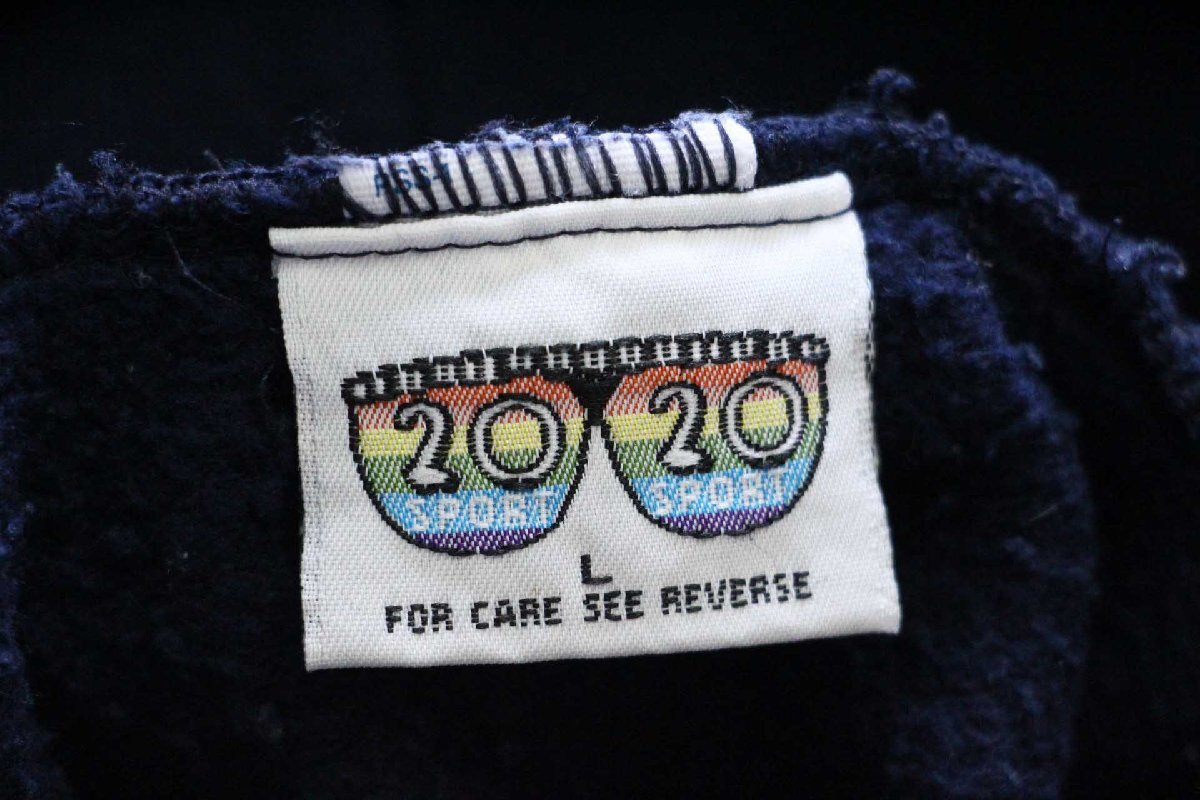 20 20
SPORT SPORT
L
FOR CARE SEE REVERSE